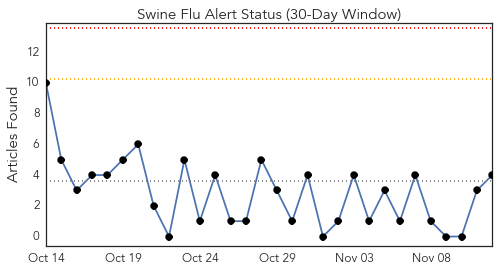 Swine Flu Alert Status (30-Day Window)
Articles Found
12
10
8
6
4
2
0
Oct 14 Oct 19 Oct 24 Oct 29 Nov 03 Nov 08